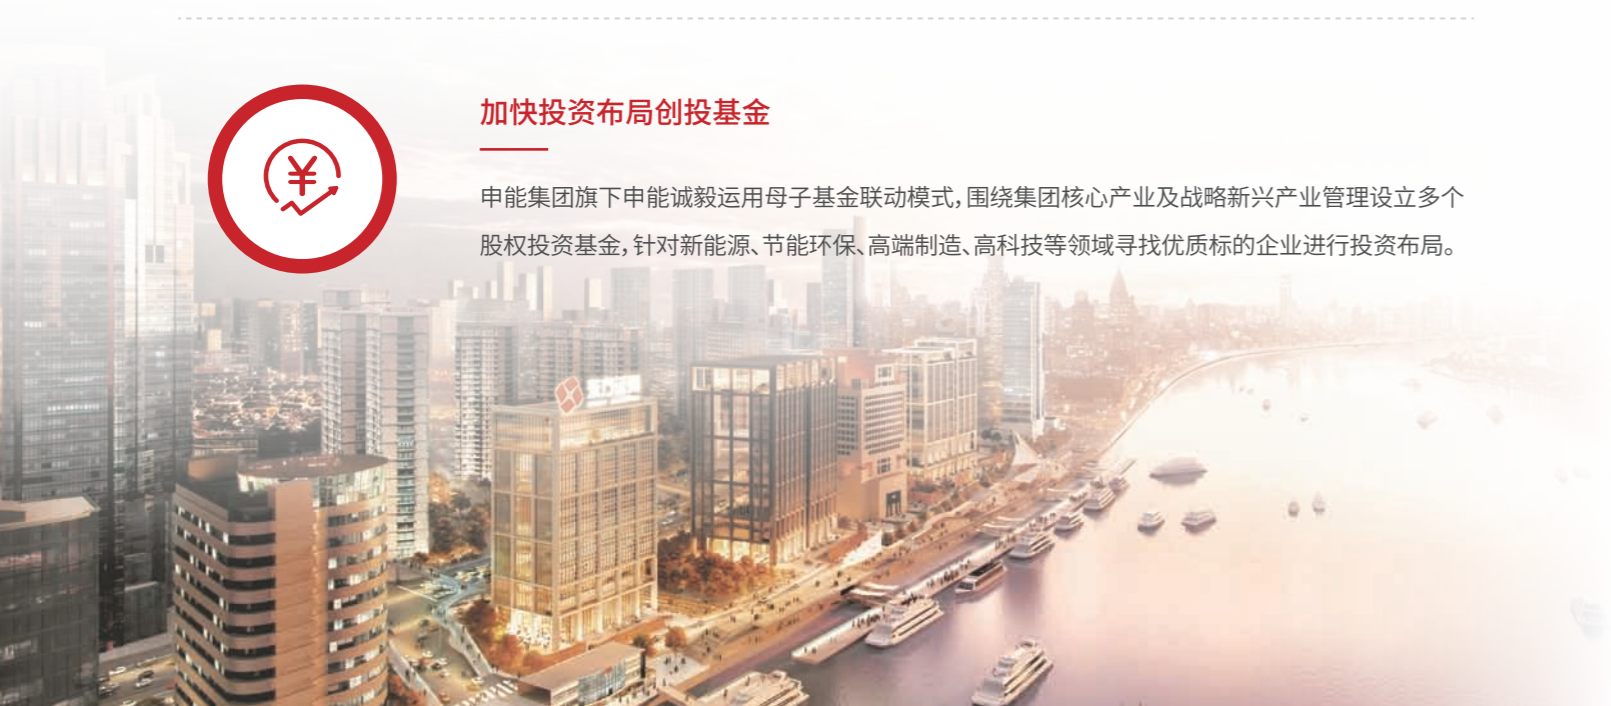 加快投资布局创投基金
申能集团旗下申能诚毅运用母子基金联动模式，围绕集团核心产业及战略新兴产业管理设立多个
股权投资基金，针对新能源、节能环保、高端制造、高科技等领域寻找优质标的企业进行投资布局。